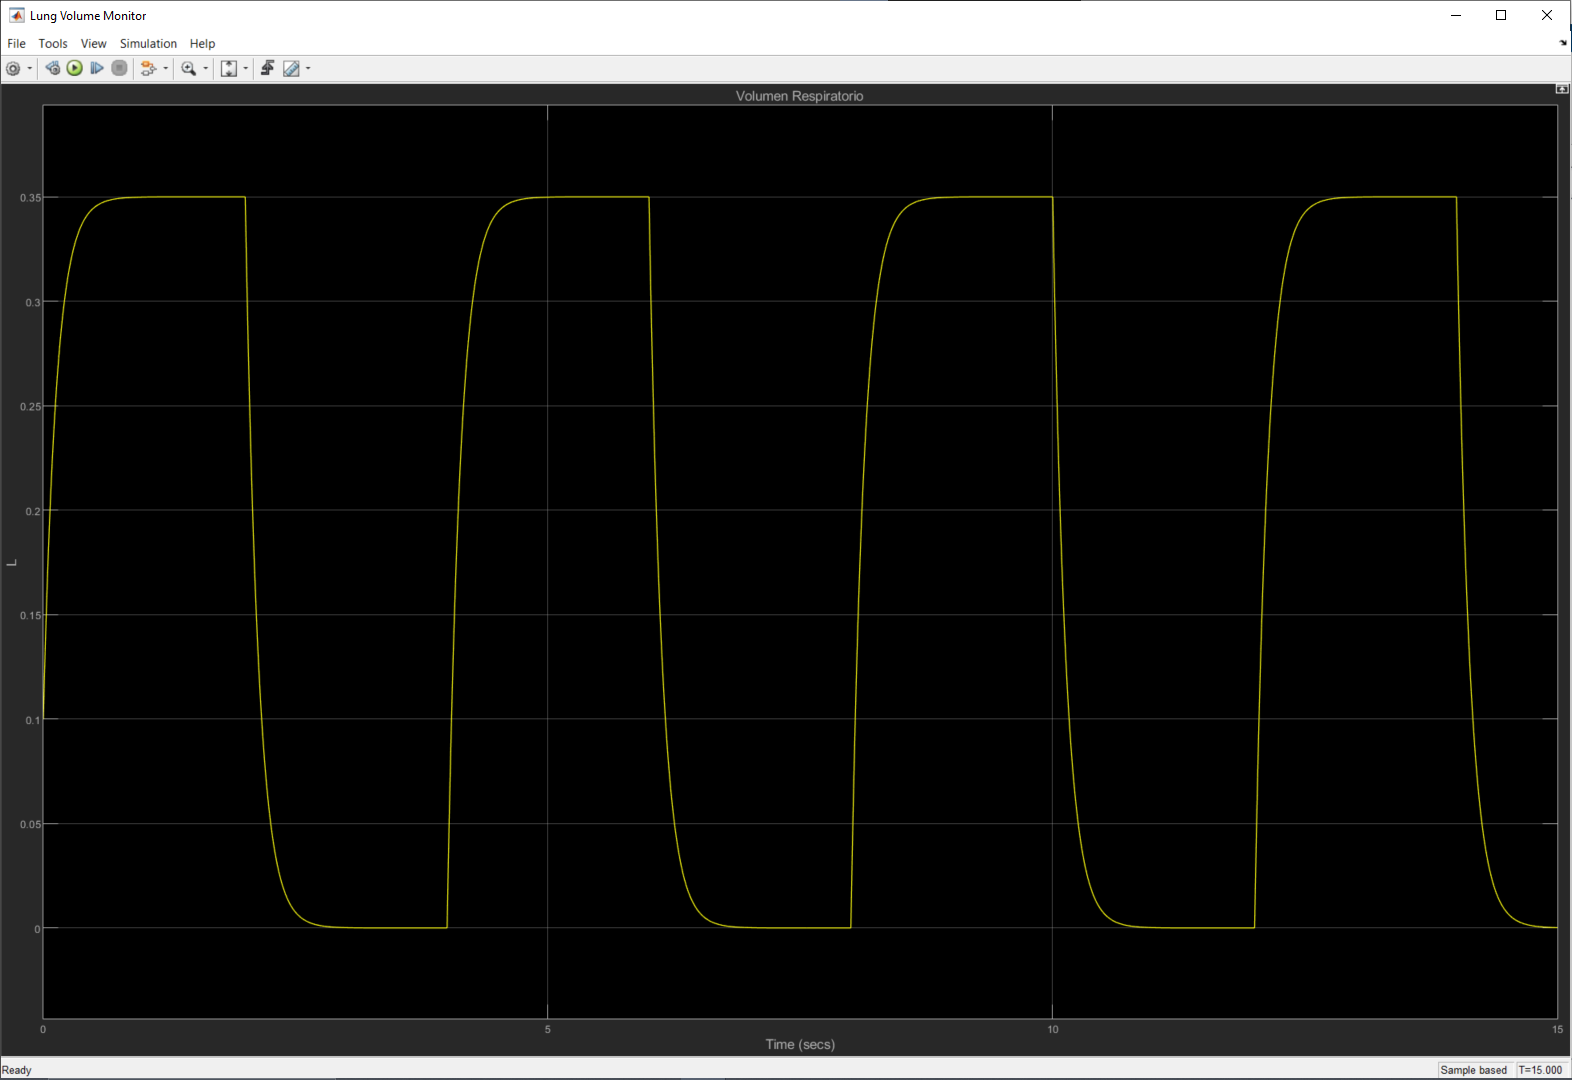 Lung Volume Monitor
File Tools View Simulation Help
Volumen Respiratorio
0.35
0.3
0.25
0.2
L
0.15
0.1
0.05
0
0 5 10 15
Time (secs)
Ready Sample based T=15.000